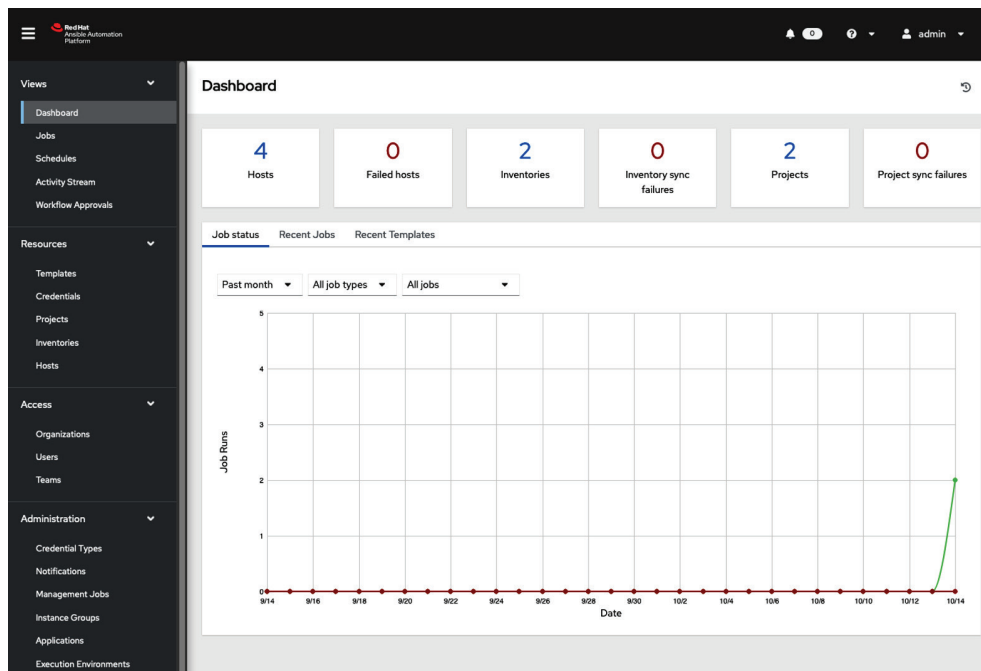 Red Hat
Ansible Automation
Platform
0
admin
Views
Dashboard
Jobs
Schedules
Activity Stream
Workflow Approvals
Resources
Templates
Credentials
Projects
Inventories
Hosts
Access
Organizations
Users
Teams
Administration
Credential Types
Notifications
Management Jobs
Instance Groups
Applications
Execution Environments
Dashboard
4
Hosts
0
Failed hosts
2
Inventories
0
Inventory sync
failures
2
Projects
0
Project sync failures
Job status Recent Jobs Recent Templates
Past month All job types All jobs
Job Runs
5
4
3
2
1
0
9/14 9/16 9/18 9/20 9/22 9/24 9/26 9/28 9/30 10/2 10/4 10/6 10/8 10/10 10/12 10/14
Date